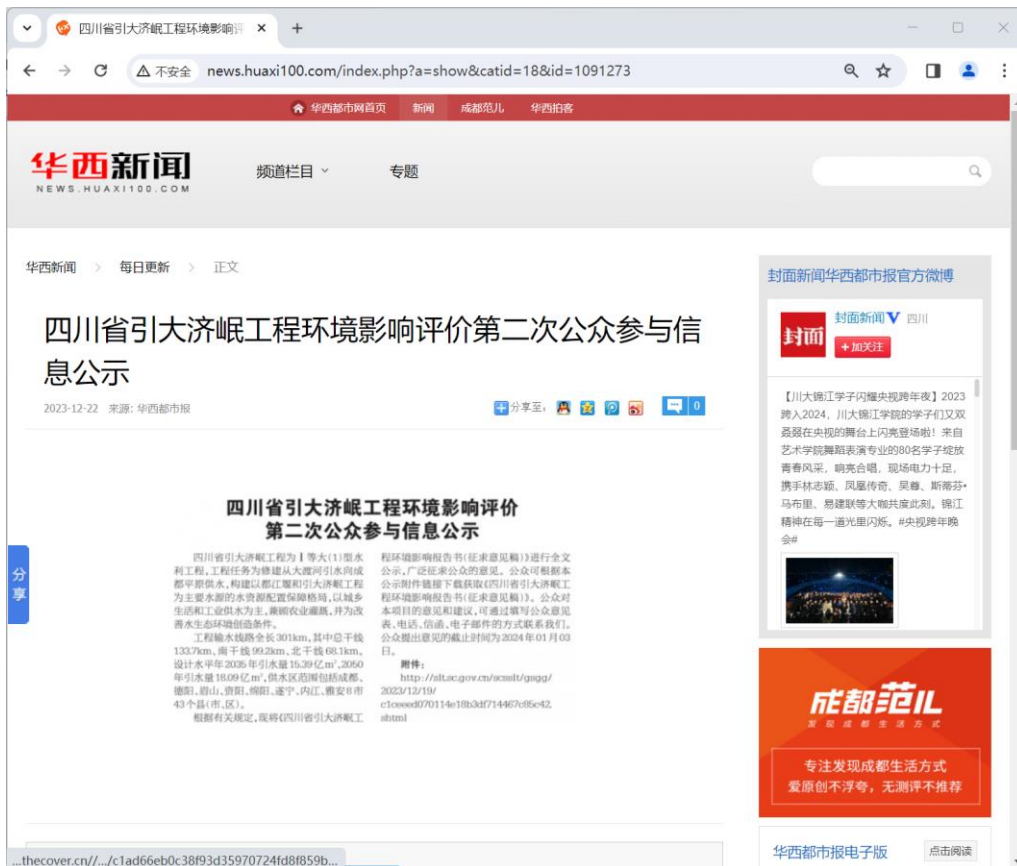 四川省引大济岷工程环境影响评
不安全 news.huaxi100.com/index.php?a=show&catid=18&id=1091273
华西都市网首页 新闻 成都范儿 华西拍客
华西新闻
NEWS.HUAXI100.COM
频道栏目 专题
华西新闻 > 每日更新 > 正文
四川省引大济岷工程环境影响评价第二次公众参与信
息公示
2023-12-22 来源: 华西都市报
分享至: 0
四川省引大济岷工程环境影响评价
第二次公众参与信息公示
四川省引大济岷工程为Ⅰ等大(1)型水
利工程,工程任务为修建从大渡河引水向成
都平原供水,构建以都江堰和引大济岷工程
为主要水源的水资源配置保障格局,以城乡
生活和工业供水为主,兼顾农业灌溉,并为改
善水生态环境创造条件。
工程输水线路全长301km,其中总干线
133.7km,南干线99.2km,北干线68.1km。
设计水平年2035年引水量15.39亿m³,2050
年引水量18.09亿m³,供水区范围包括成都、
德阳、眉山、资阳、绵阳、遂宁、内江、雅安8市
43个县(市、区)。
根据有关规定,现将《四川省引大济岷工
程环境影响报告书(征求意见稿)》进行全文
公示,广泛征求公众的意见。公众可根据本
公示附件链接下载获取《四川省引大济岷工
程环境影响报告书(征求意见稿)》。公众对
本项目的意见和建议,可通过填写公众意见
表、电话、信函、电子邮件的方式联系我们。
公众提出意见的截止时间为2024年01月03
日。
附件:
2023/12/19/
shtml
分
享
封面新闻华西都市报官方微博
封面
封面新闻 V 四川
+加关注
【川大锦江学子闪耀央视跨年夜】2023
跨入2024，川大锦江学院的学子们又双
叒叕在央视的舞台上闪亮登场啦！来自
艺术学院舞蹈表演专业的80名学子绽放
青春风采，响亮合唱，现场电力十足，
携手林志颖、凤凰传奇、吴尊、斯蒂芬•
马布里、易建联等大咖共度此刻。锦江
精神在每一道光里闪烁。#央视跨年晚
会#
成都范儿
发现成都生活方式
专注发现成都生活方式
爱原创不浮夸，无测评不推荐
华西都市报电子版 点击阅读
...thecover.cn//.../c1ad66eb0c38f93d35970724fd8f859b...